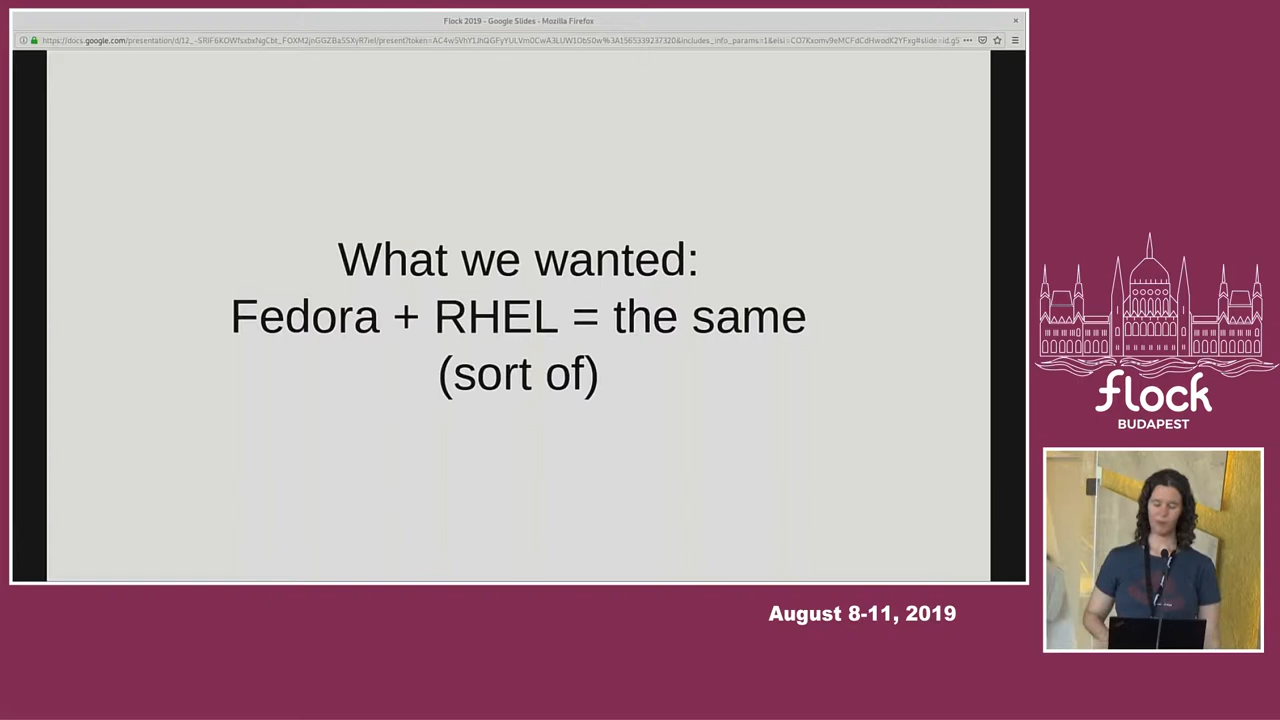 Flock 2019 - Google Slides - Mozilla Firefox
What we wanted:
Fedora + RHEL = the same
(sort of)
flock
BUDAPEST
August 8-11, 2019